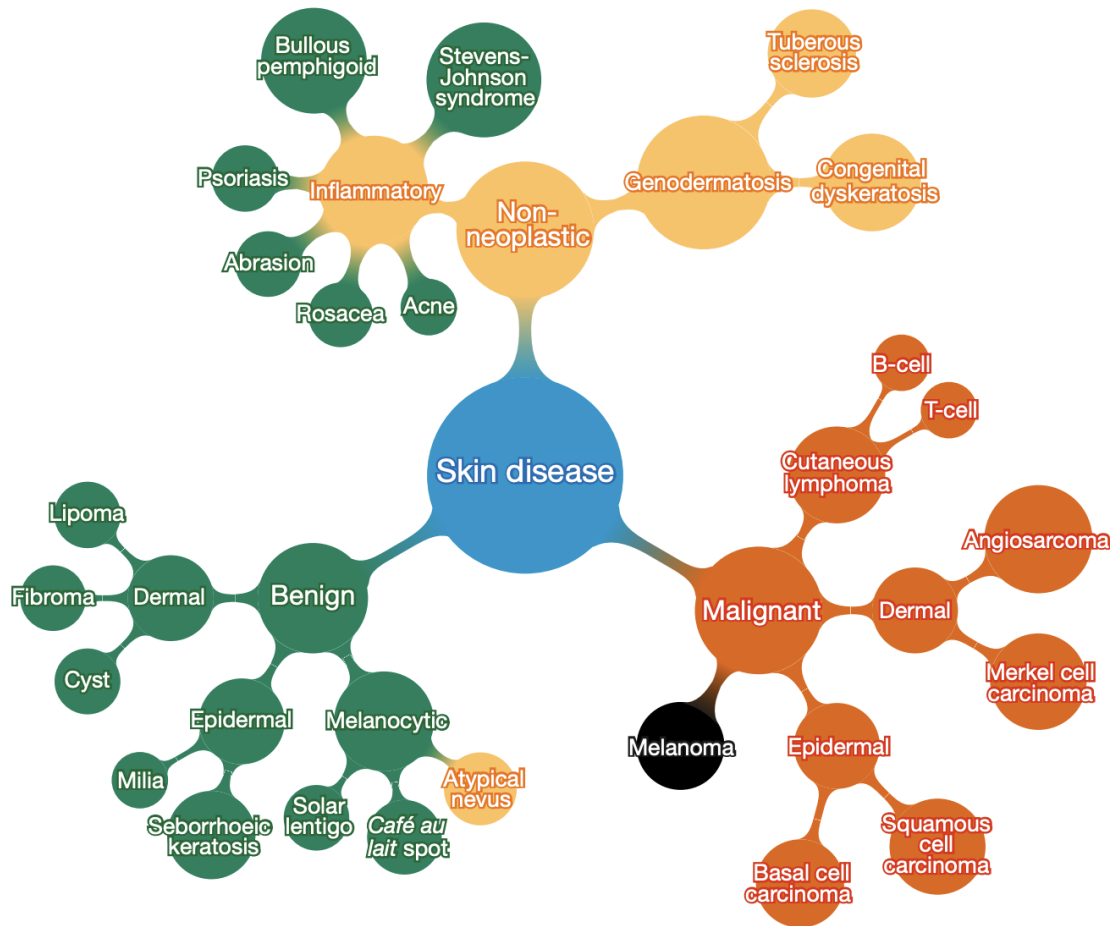 Bullous
pemphigoid
Stevens-
Johnson
syndrome
Tuberous
sclerosis
Psoriasis
Inflammatory
Non-
neoplastic
Genodermatosis
Congenital
dyskeratosis
Abrasion
Rosacea
Acne
B-cell
T-cell
Skin disease
Cutaneous
lymphoma
Lipoma
Angiosarcoma
Fibroma
Dermal
Benign
Malignant
Dermal
Cyst
Merkel cell
carcinoma
Epidermal
Melanocytic
Melanoma
Epidermal
Milia
Atypical
nevus
Seborrhoeic
keratosis
Solar
lentigo
Café au
lait spot
Squamous
cell
carcinoma
Basal cell
carcinoma